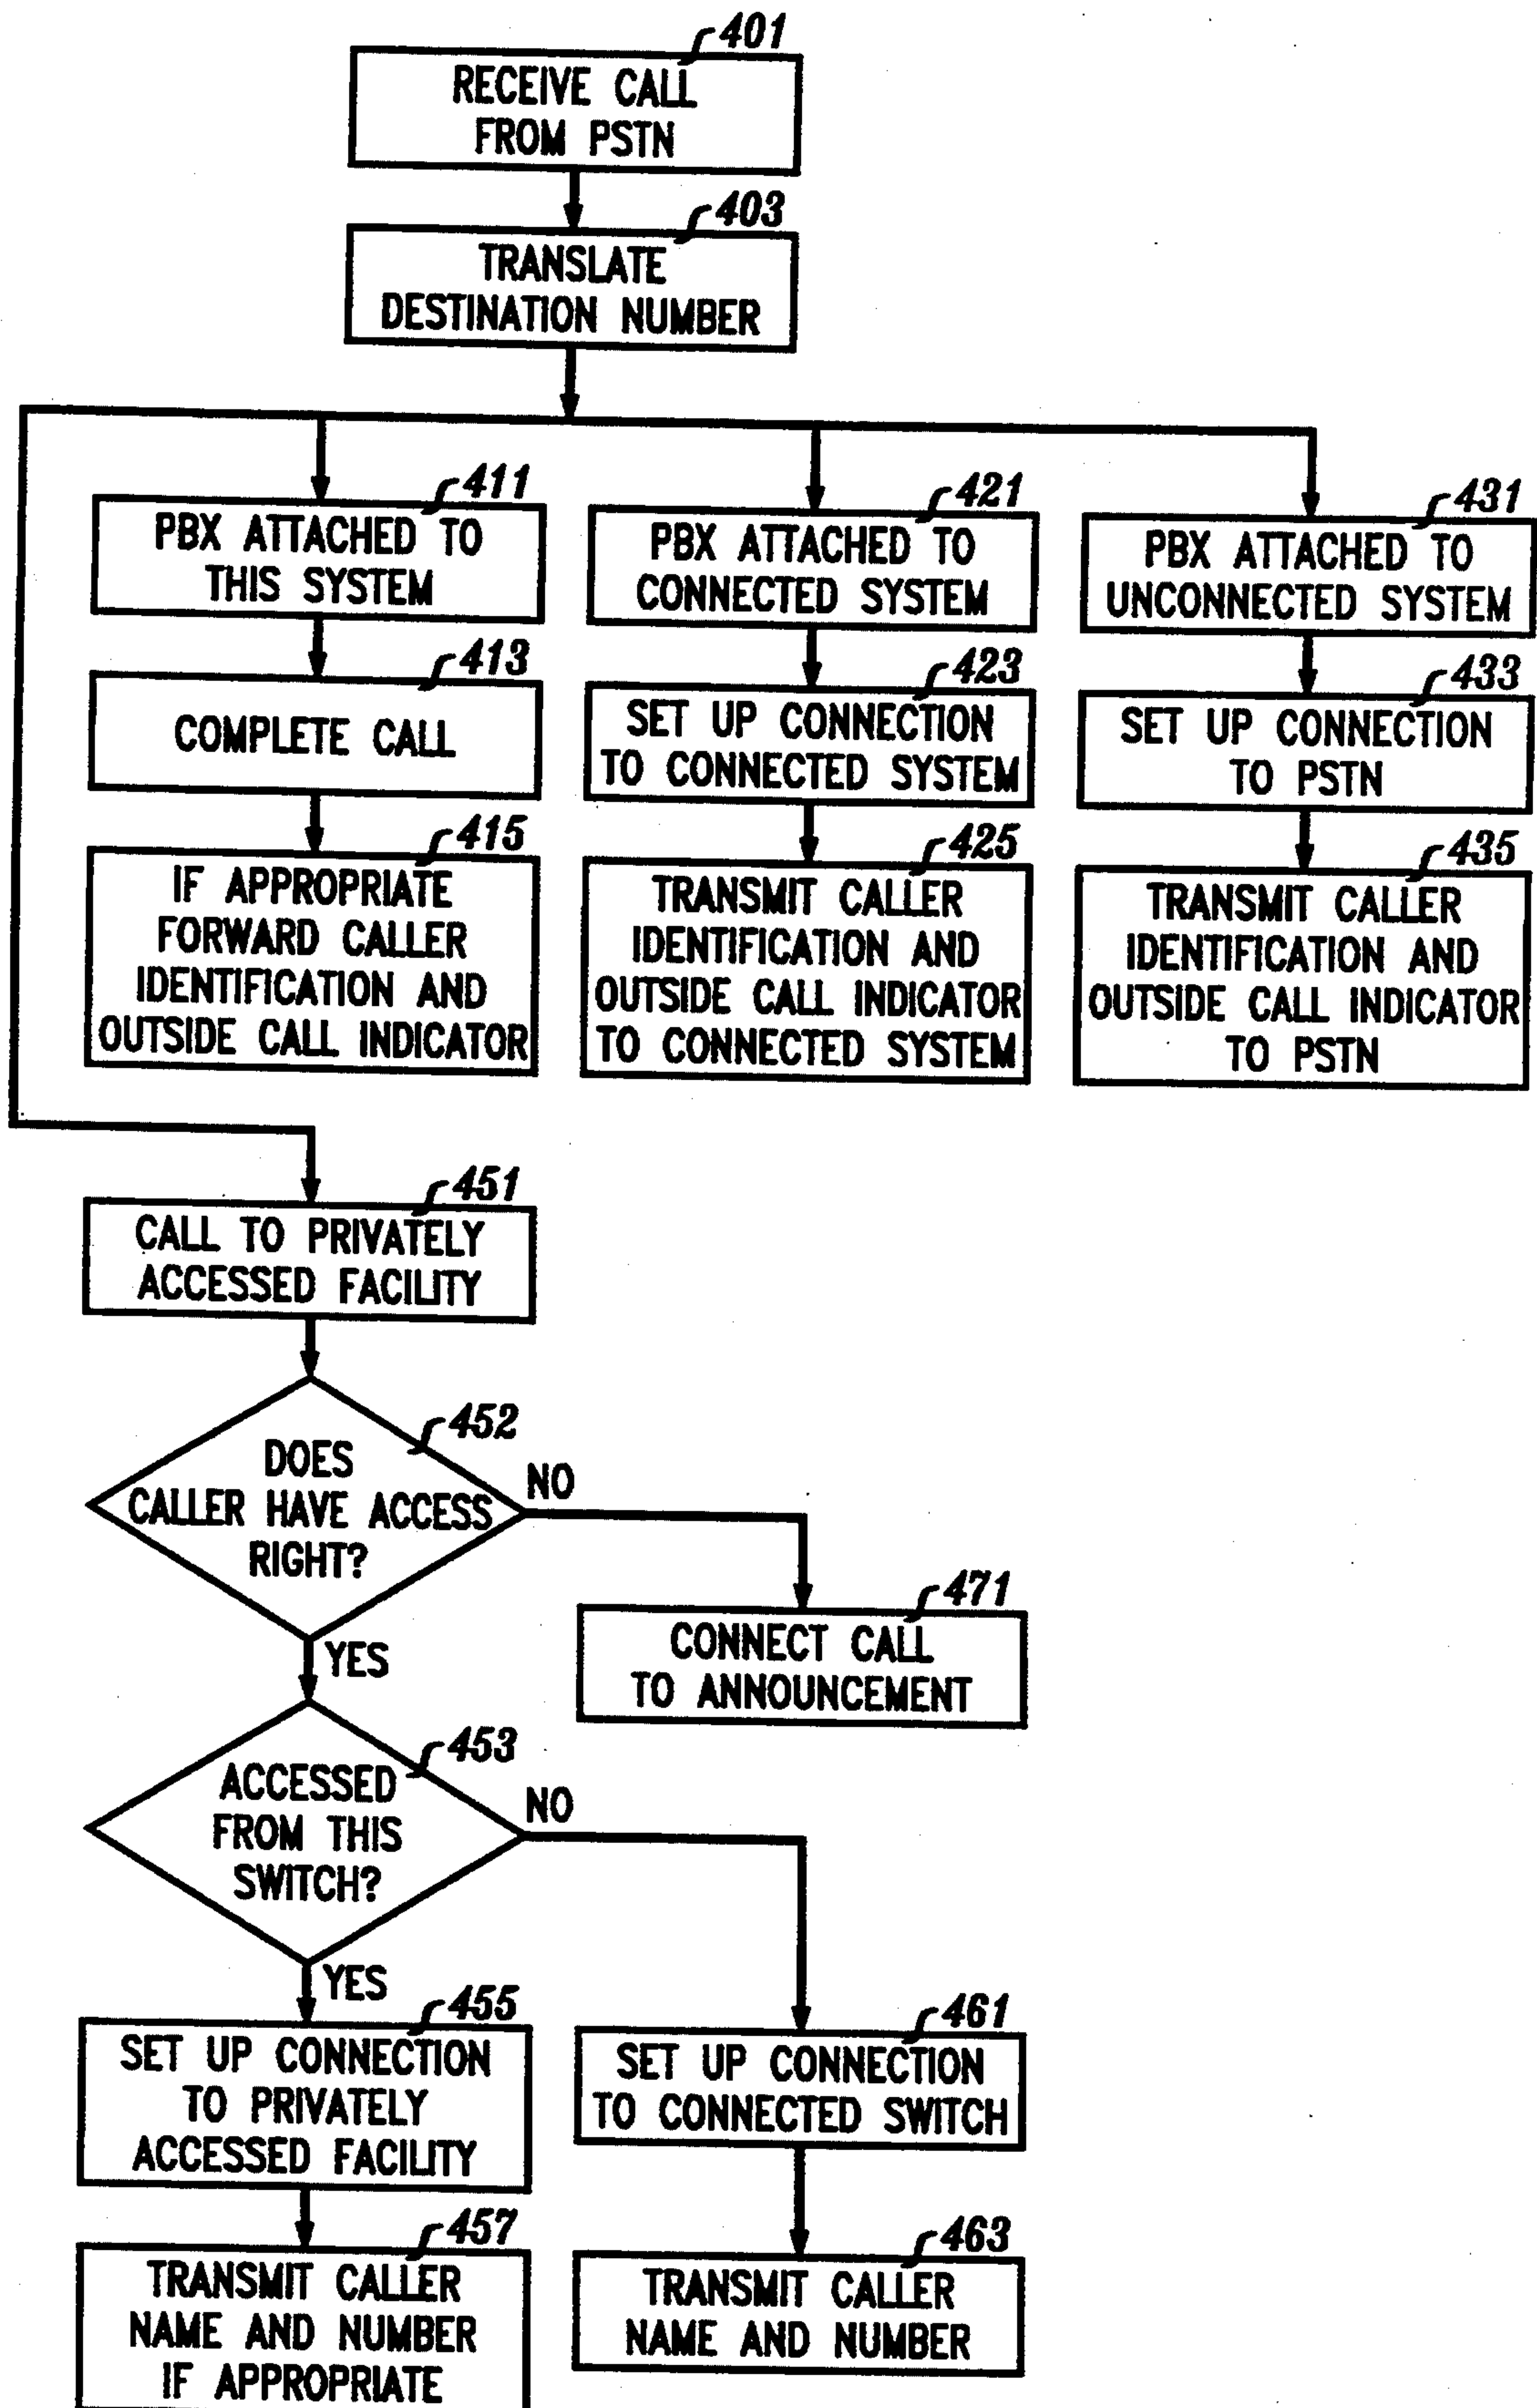 401
RECEIVE CALL
FROM PSTN
403
TRANSLATE
DESTINATION NUMBER
411
PBX ATTACHED TO
THIS SYSTEM
413
COMPLETE CALL
415
IF APPROPRIATE
FORWARD CALLER
IDENTIFICATION AND
OUTSIDE CALL INDICATOR
421
PBX ATTACHED TO
CONNECTED SYSTEM
423
SET UP CONNECTION
TO CONNECTED SYSTEM
425
TRANSMIT CALLER
IDENTIFICATION AND
OUTSIDE CALL INDICATOR
TO CONNECTED SYSTEM
431
PBX ATTACHED TO
UNCONNECTED SYSTEM
433
SET UP CONNECTION
TO PSTN
435
TRANSMIT CALLER
IDENTIFICATION AND
OUTSIDE CALL INDICATOR
TO PSTN
451
CALL TO PRIVATELY
ACCESSED FACILITY
452
DOES
CALLER HAVE ACCESS
RIGHT?
NO
471
CONNECT CALL
TO ANNOUNCEMENT
YES
453
ACCESSED
FROM THIS
SWITCH?
NO
YES
455
SET UP CONNECTION
TO PRIVATELY
ACCESSED FACILITY
457
TRANSMIT CALLER
NAME AND NUMBER
IF APPROPRIATE
461
SET UP CONNECTION
TO CONNECTED SWITCH
463
TRANSMIT CALLER
NAME AND NUMBER